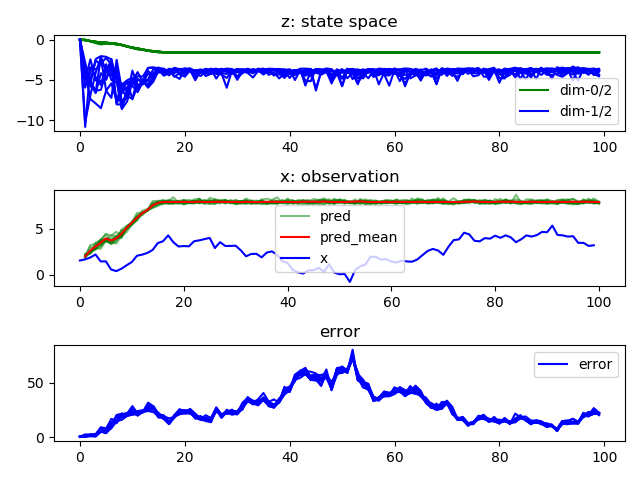 z: state space
0
−5
−10
dim-0/2
dim-1/2
0 20 40 60 80 100
x: observation
5
0
pred
pred_mean
x
0 20 40 60 80 100
error
50
0
error
0 20 40 60 80 100